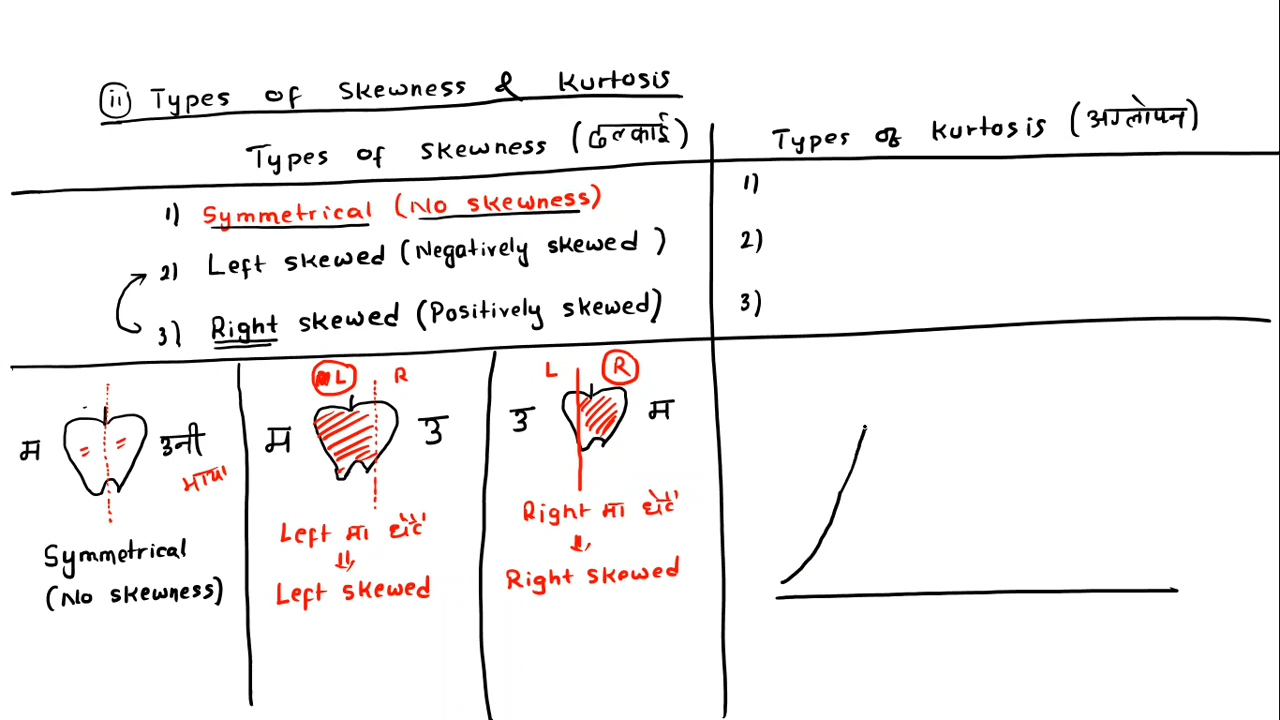 ii) Types of Skewness & Kurtosis
Types of Skewness (ढल्काई)
1) Symmetrical (No skewness)
2) Left skewed (Negatively skewed)
3) Right skewed (Positively skewed)
Types of Kurtosis (अग्लोपन)
1)
2)
3)
म उनी
माया
Symmetrical
(No skewness)
L R
म उ
Left मा धेरै
⇓
Left skewed
L R
उ म
Right मा धेरै
⇓
Right skewed